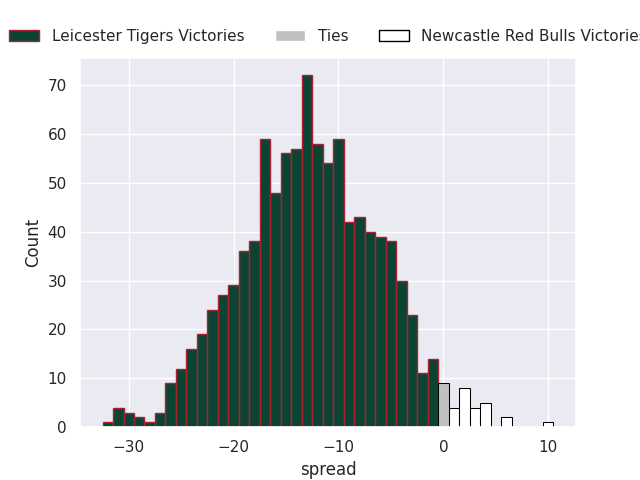 Leicester Tigers Victories Ties Newcastle Red Bulls Victories
70
60
50
40
30
20
10
0
Count
−30 −20 −10 0 10
spread